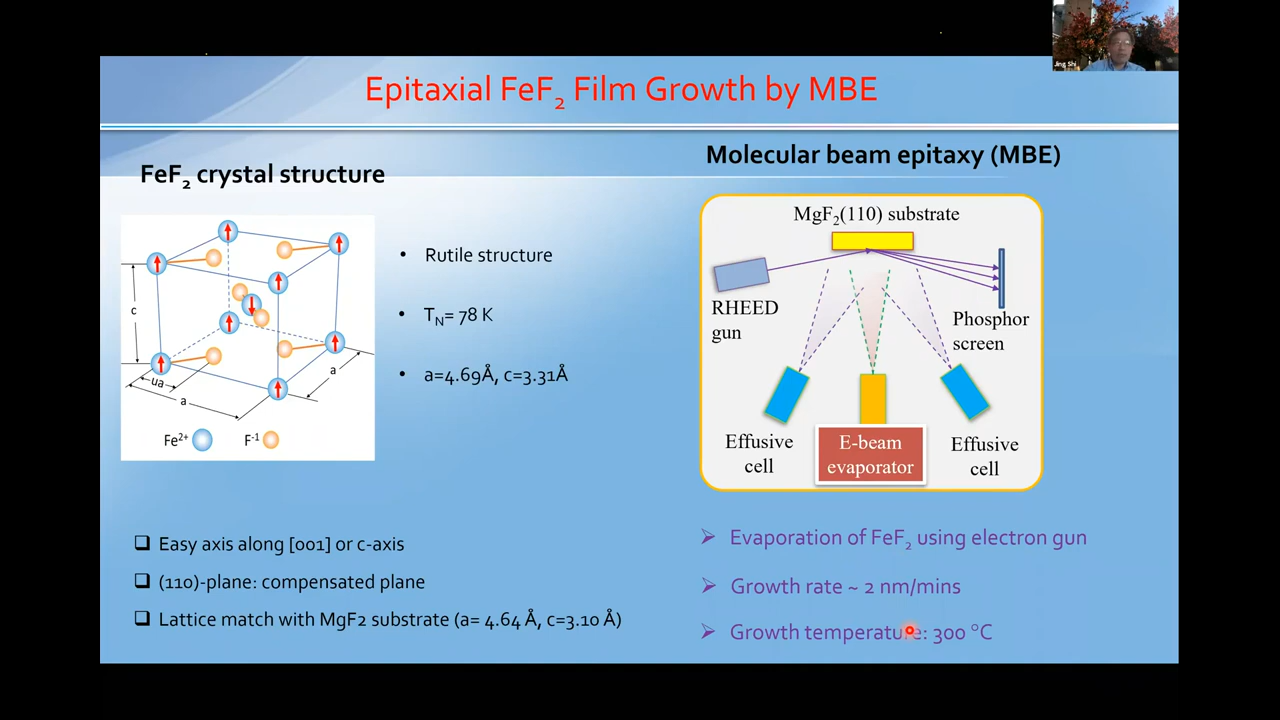 Jing Shi
Epitaxial FeF2 Film Growth by MBE
FeF2 crystal structure
c
ua
a
a
Fe2+
F-1
• Rutile structure
• TN= 78 K
• a=4.69Å, c=3.31Å
Easy axis along [001] or c-axis
(110)-plane: compensated plane
Lattice match with MgF2 substrate (a= 4.64 Å, c=3.10 Å)
Molecular beam epitaxy (MBE)
MgF2(110) substrate
RHEED
gun
Phosphor
screen
Effusive
cell
E-beam
evaporator
Effusive
cell
Evaporation of FeF2 using electron gun
Growth rate ~ 2 nm/mins
Growth temperature: 300 °C